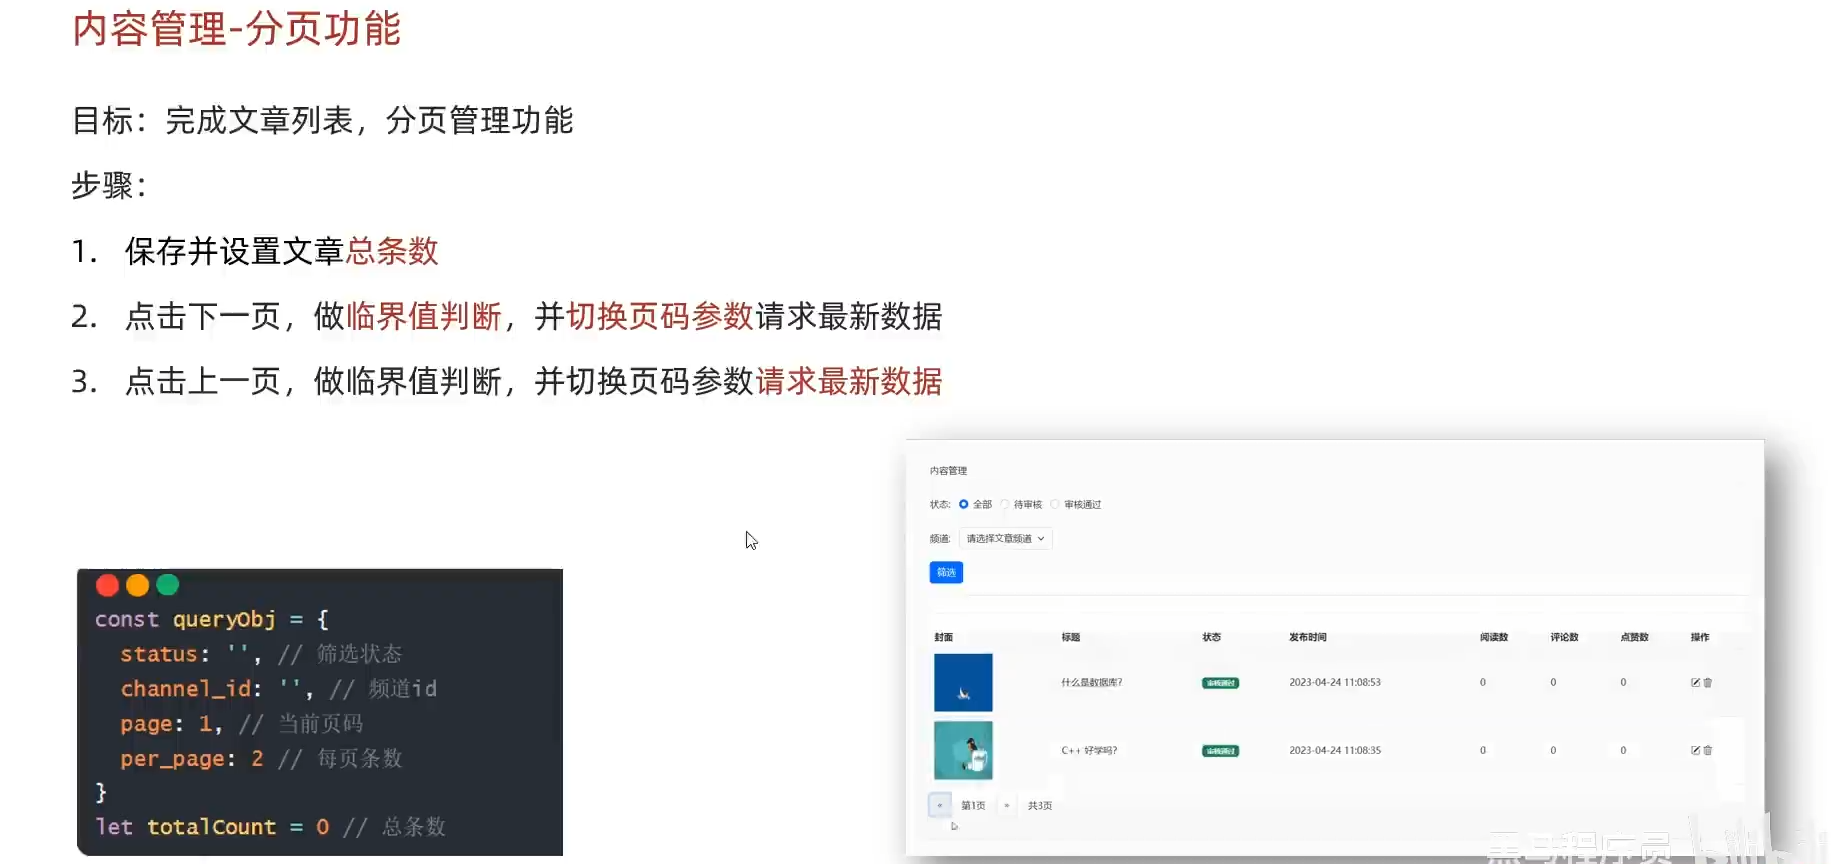 内容管理-分页功能
目标：完成文章列表，分页管理功能
步骤：
1. 保存并设置文章总条数
2. 点击下一页，做临界值判断，并切换页码参数请求最新数据
3. 点击上一页，做临界值判断，并切换页码参数请求最新数据
const queryObj = {
status: '', // 筛选状态
channel_id: '', // 频道id
page: 1, // 当前页码
per_page: 2 // 每页条数
}
let totalCount = 0 // 总条数
内容管理
状态: 全部 待审核 审核通过
频道: 请选择文章频道
筛选
封面 标题 状态 发布时间 阅读数 评论数 点赞数 操作
什么是数据库? 审核通过 2023-04-24 11:08:53 0 0 0
C++ 好学吗? 审核通过 2023-04-24 11:08:35 0 0 0
« 第1页 » 共3页
黑马程序员